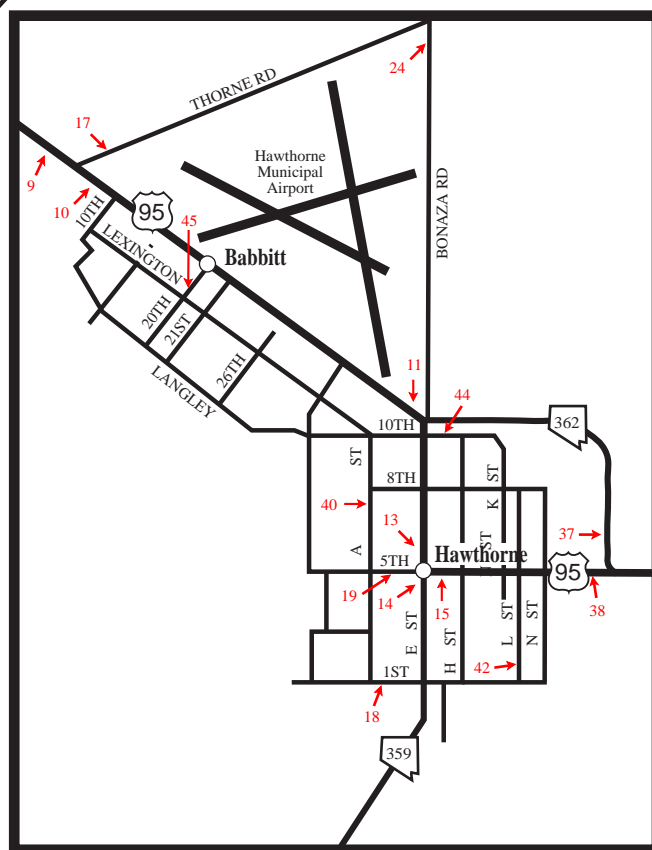 24
THORNE RD
17
Hawthorne
Municipal
Airport
9
10
10TH
95
45
BONAZA RD
LEXINGTON
Babbitt
20TH
21ST
26TH
LANGLEY
11
44
10TH
362
ST
8TH
K ST
40
A
13
37
Hawthorne
ST
5TH
95
19
14
15
38
E ST
H ST
L ST
N ST
42
1ST
18
359